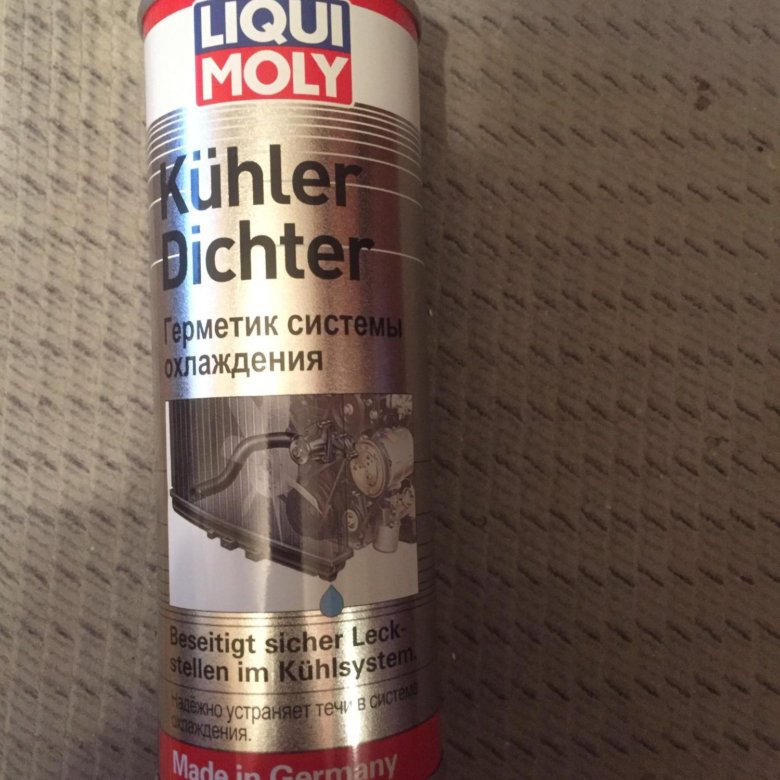 LIQUI
MOLY
Kühler
Dichter
Герметик системы
охлаждения
Beseitigt sicher Leck-
stellen im Kühlsystem.
Надёжно устраняет течи в системе
охлаждения.
Made in Germany